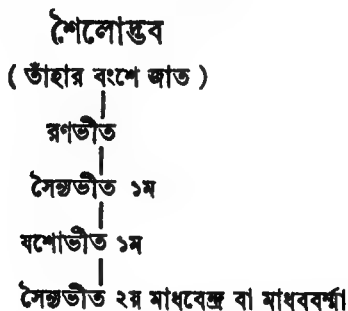 শৈলোদ্ভব
( তাঁহার বংশে জাত )
রণভীত
সৈন্যভীত ১ম
যশোভীত ১ম
সৈন্যভীত ২য় মাধবেন্দ্র বা মাধববর্ম্মা